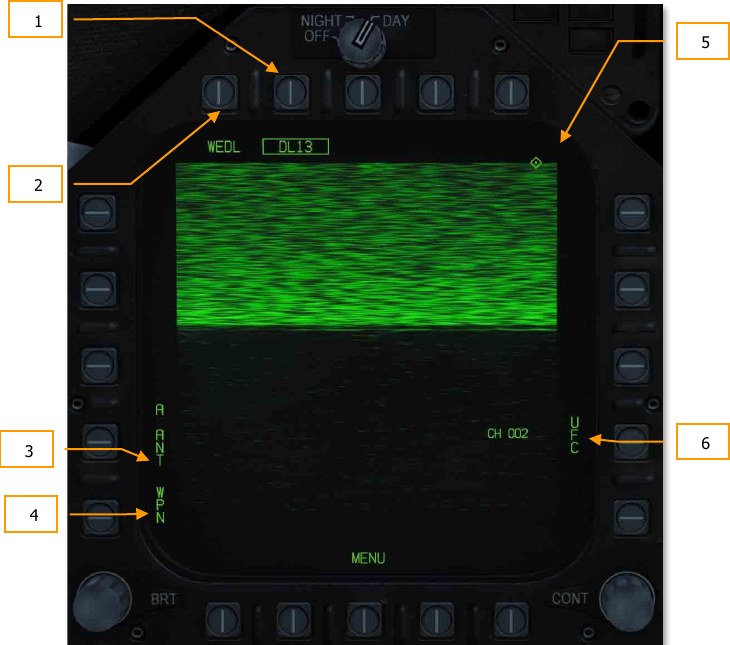 1
NIGHT DAY
OFF
5
WEDL DL13
2
A
ANT
CH 002
UFC
6
3
WPN
4
MENU
BRT
CONT